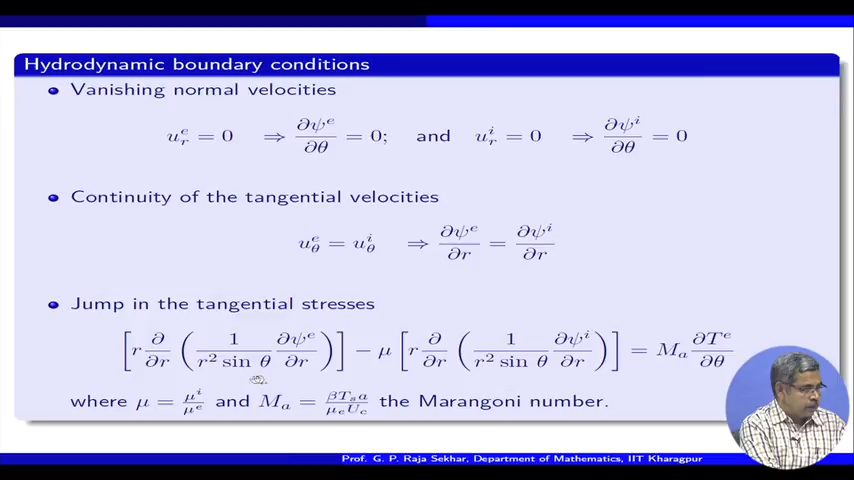 Hydrodynamic boundary conditions
Vanishing normal velocities
u_r^e = 0 ⇒ ∂ψ^e/∂θ = 0; and u_r^i = 0 ⇒ ∂ψ^i/∂θ = 0
Continuity of the tangential velocities
u_θ^e = u_θ^i ⇒ ∂ψ^e/∂r = ∂ψ^i/∂r
Jump in the tangential stresses
[r ∂/∂r (1/(r² sin θ) ∂ψ^e/∂r)] − μ [r ∂/∂r (1/(r² sin θ) ∂ψ^i/∂r)] = M_a ∂T^e/∂θ
where μ = μ^i/μ^e and M_a = βT_s a/μ_e U_c the Marangoni number.
Prof. G. P. Raja Sekhar, Department of Mathematics, IIT Kharagpur